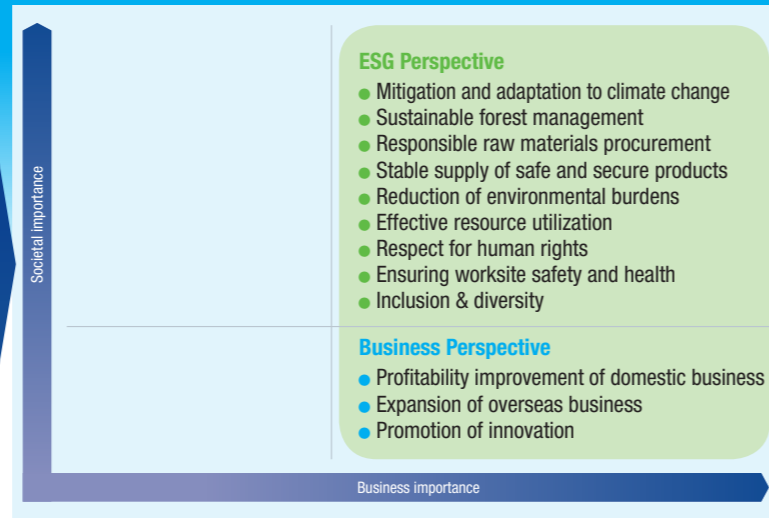 Societal importance
ESG Perspective
● Mitigation and adaptation to climate change
● Sustainable forest management
● Responsible raw materials procurement
● Stable supply of safe and secure products
● Reduction of environmental burdens
● Effective resource utilization
● Respect for human rights
● Ensuring worksite safety and health
● Inclusion & diversity
Business Perspective
● Profitability improvement of domestic business
● Expansion of overseas business
● Promotion of innovation
Business importance